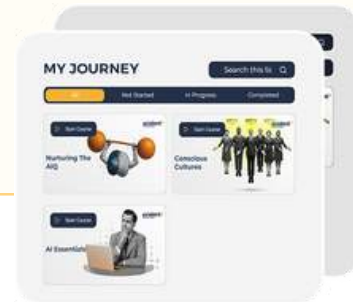 MY JOURNEY
Search this lis
All
Not Started
In Progress
Completed
Start Course
Nurturing The
AIQ
Start Course
Conscious
Cultures
Start Course
AI Essentials